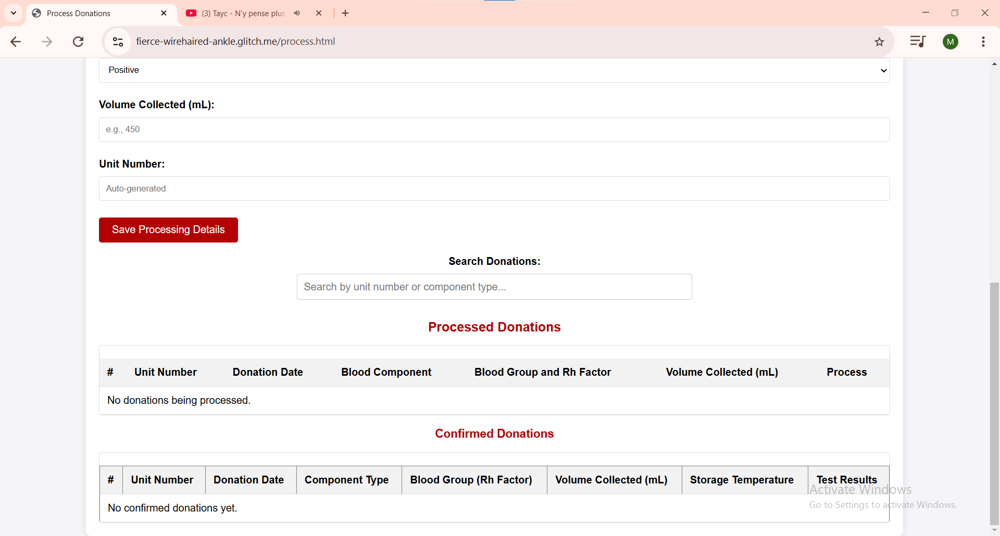 Process Donations
(3) Tayc - N'y pense plus
fierce-wirehaired-ankle.glitch.me/process.html
M
Positive
Volume Collected (mL):
e.g., 450
Unit Number:
Auto-generated
Save Processing Details
Search Donations:
Search by unit number or component type...
Processed Donations
# Unit Number Donation Date Blood Component Blood Group and Rh Factor Volume Collected (mL) Process
No donations being processed.
Confirmed Donations
# Unit Number Donation Date Component Type Blood Group (Rh Factor) Volume Collected (mL) Storage Temperature Test Results
No confirmed donations yet.
Activate Windows
Go to Settings to activate Windows.